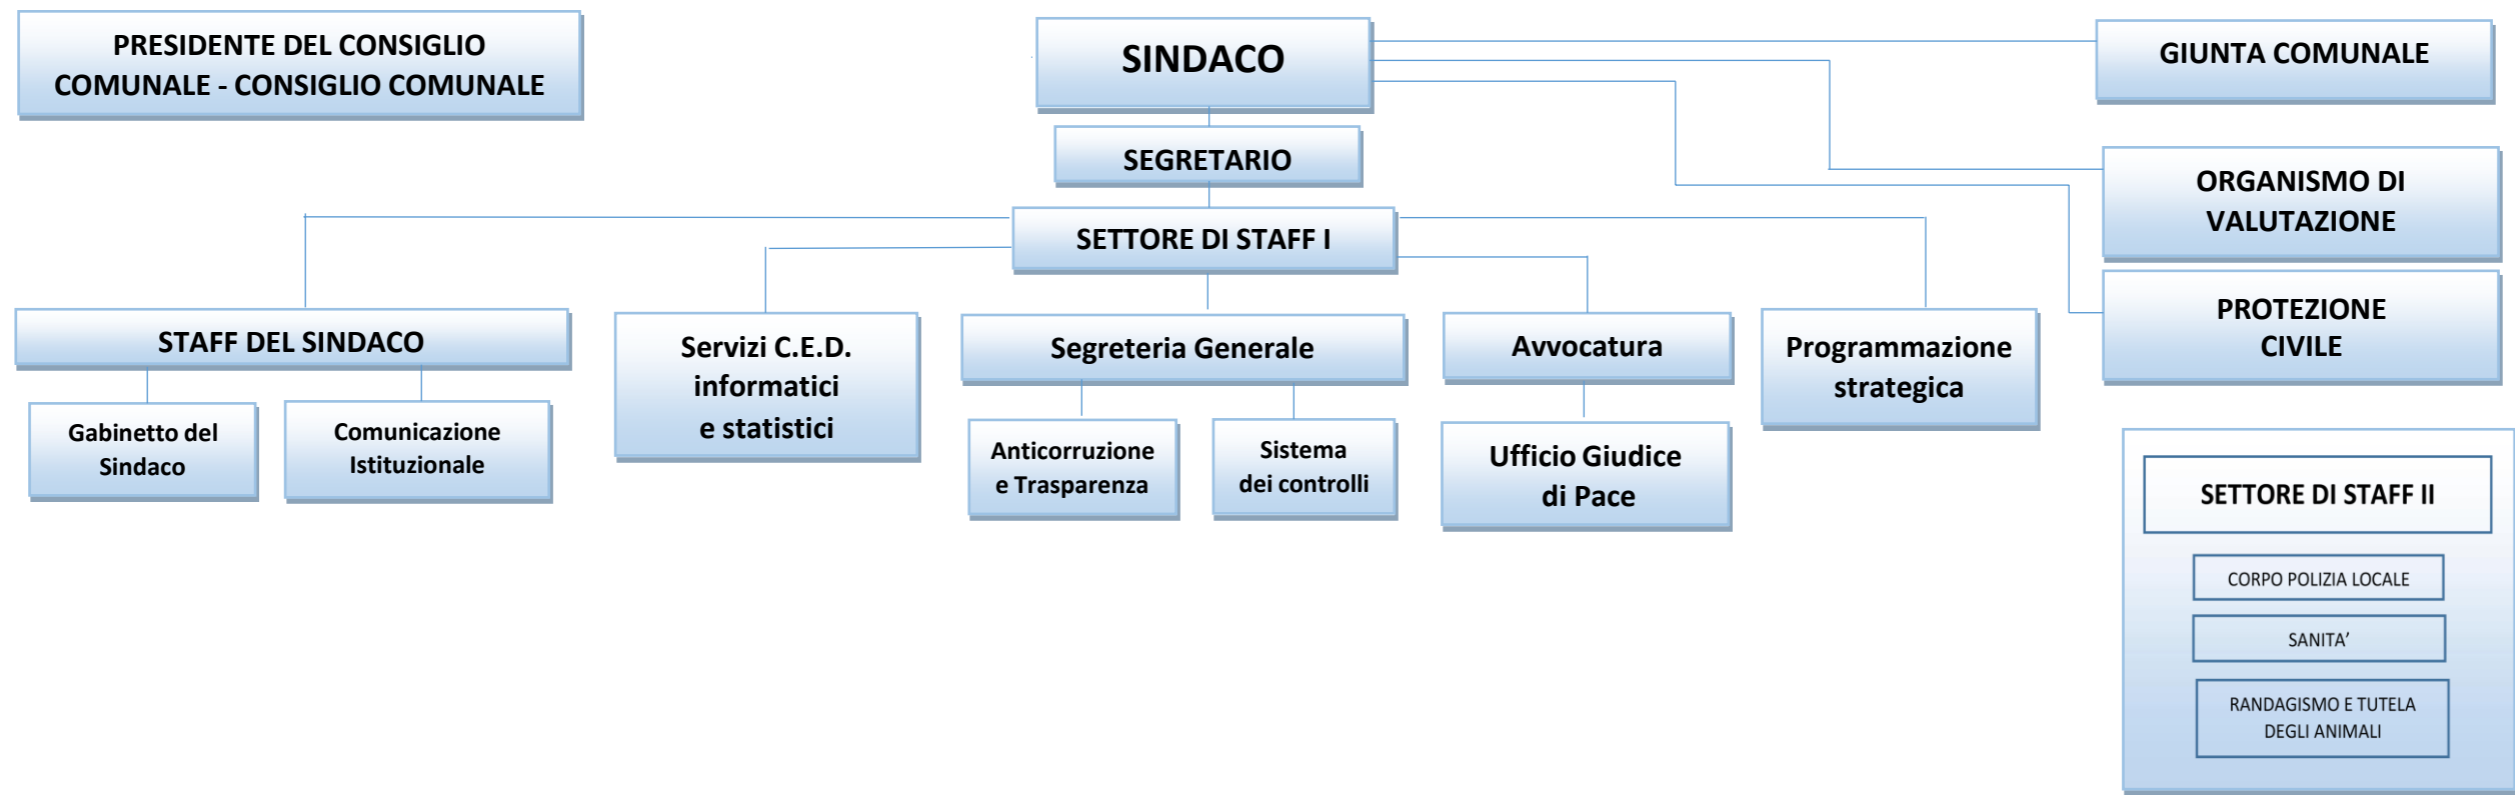 PRESIDENTE DEL CONSIGLIO
COMUNALE - CONSIGLIO COMUNALE
SINDACO
GIUNTA COMUNALE
SEGRETARIO
ORGANISMO DI
VALUTAZIONE
SETTORE DI STAFF I
PROTEZIONE
CIVILE
STAFF DEL SINDACO
Servizi C.E.D.
informatici
e statistici
Segreteria Generale
Avvocatura
Programmazione
strategica
Gabinetto del
Sindaco
Comunicazione
Istituzionale
Anticorruzione
e Trasparenza
Sistema
dei controlli
Ufficio Giudice
di Pace
SETTORE DI STAFF II
CORPO POLIZIA LOCALE
SANITA’
RANDAGISMO E TUTELA
DEGLI ANIMALI